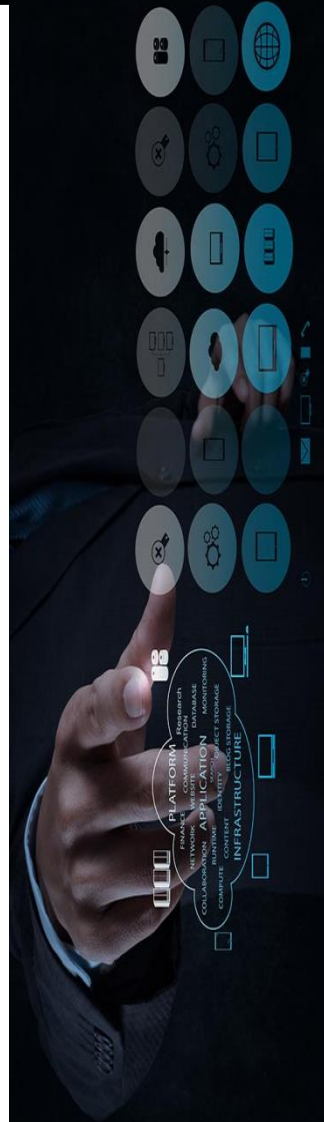 PLATFORM Research
FINANCE COMMUNICATION
NETWORK WEBSITE DATABASE
COLLABORATION APPLICATION MONITORING
RUNTIME SEARCH OBJECT STORAGE
COMPUTE IDENTITY
CONTENT BLOG STORAGE
INFRASTRUCTURE